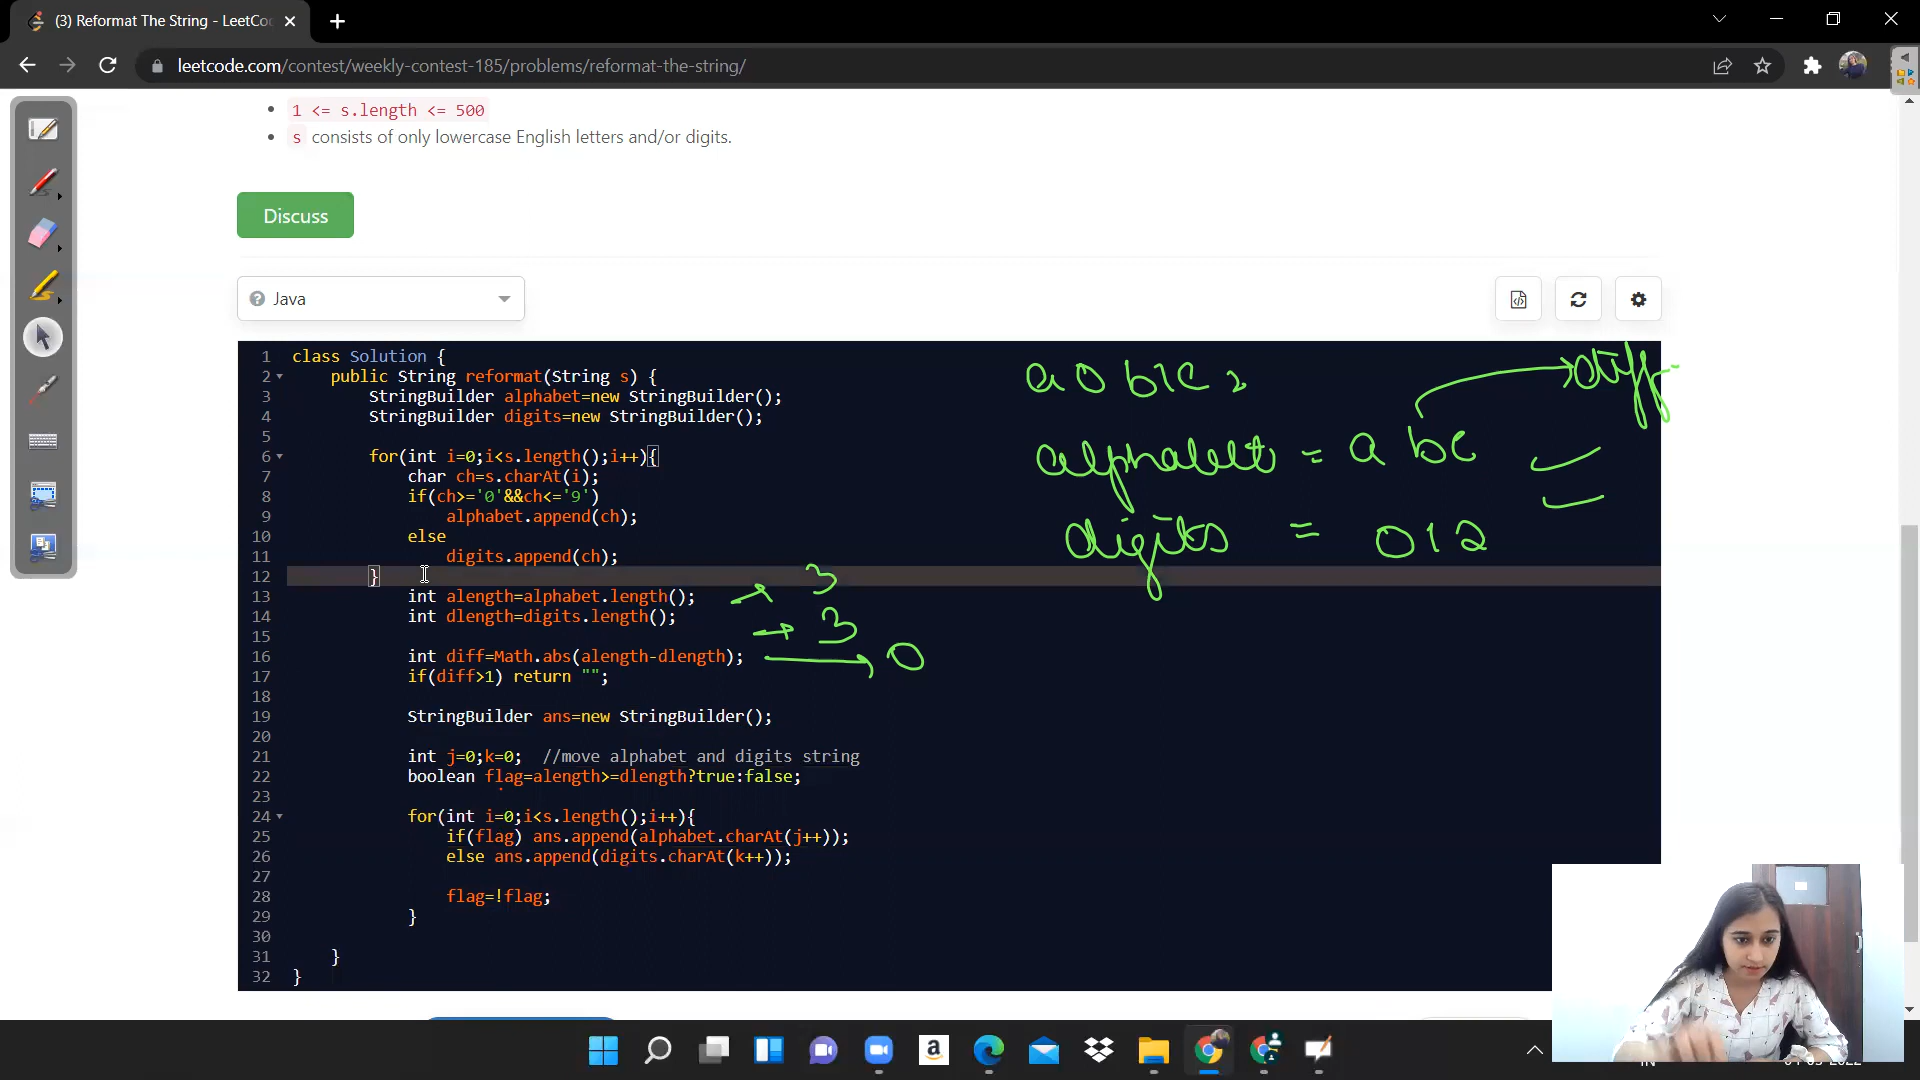 (3) Reformat The String - LeetCo
leetcode.com/contest/weekly-contest-185/problems/reformat-the-string/
1 <= s.length <= 500
s consists of only lowercase English letters and/or digits.
Discuss
Java
1 class Solution {
2 public String reformat(String s) {
3 StringBuilder alphabet=new StringBuilder();
4 StringBuilder digits=new StringBuilder();
5
6 for(int i=0;i<s.length();i++){
7 char ch=s.charAt(i);
8 if(ch>='0'&&ch<='9')
9 alphabet.append(ch);
10 else
11 digits.append(ch);
12 }
13 int alength=alphabet.length();
14 int dlength=digits.length();
15
16 int diff=Math.abs(alength-dlength);
17 if(diff>1) return "";
18
19 StringBuilder ans=new StringBuilder();
20
21 int j=0;k=0; //move alphabet and digits string
22 boolean flag=alength>=dlength?true:false;
23
24 for(int i=0;i<s.length();i++){
25 if(flag) ans.append(alphabet.charAt(j++));
26 else ans.append(digits.charAt(k++));
27
28 flag=!flag;
29 }
30
31 }
32 }
a0b1c2
diff
alphabet = abc
digits = 012
3
3
0
IN